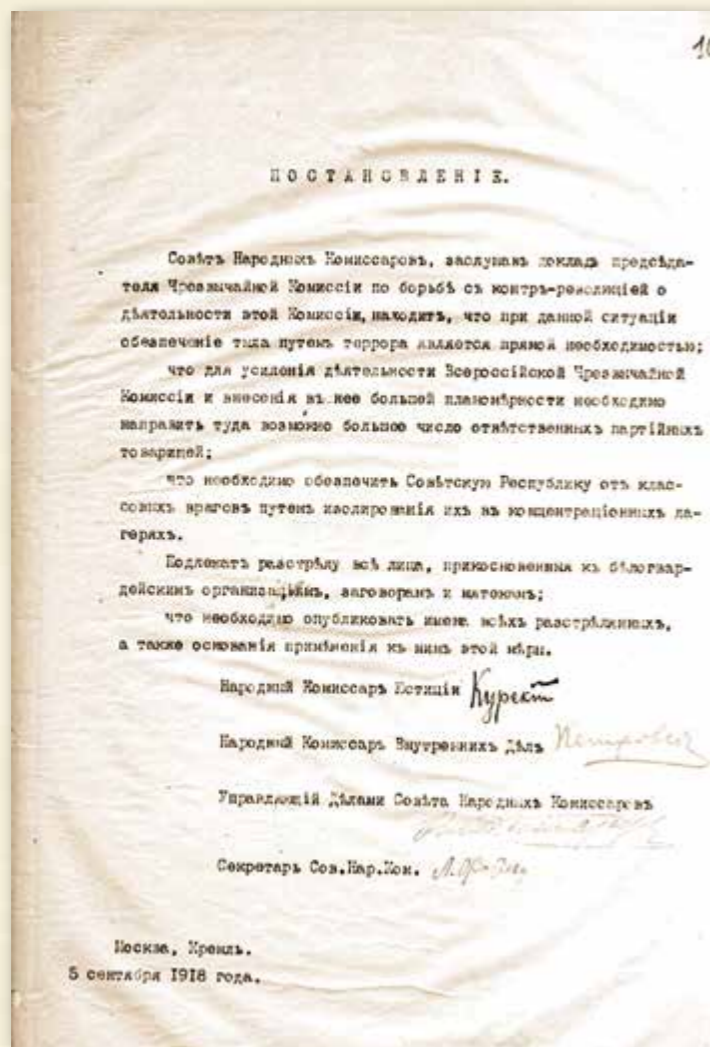 ПОСТАНОВЛЕНІЕ.
Совѣтъ Народныхъ Комиссаровъ, заслушавъ докладъ предсѣда-
теля Чрезвычайной Комиссіи по борьбѣ съ контръ-революціей о
дѣятельности этой Комиссіи, находитъ, что при данной ситуаціи
обезпеченіе тыла путемъ террора является прямой необходимостью;
что для усиленія дѣятельности Всероссійской Чрезвычайной
Комиссіи и внесенія въ нее большей планомѣрности необходимо
направить туда возможно большее число отвѣтственныхъ партійныхъ
товарищей;
что необходимо обезпечить Совѣтскую Республику отъ клас-
совыхъ враговъ путемъ изолированія ихъ въ концентраціонныхъ ла-
геряхъ.
Подлежатъ разстрѣлу всѣ лица, прикосновенныя къ бѣлогвар-
дейскимъ организаціямъ, заговорамъ и мятежамъ;
что необходимо опубликовать имена всѣхъ разстрѣлянныхъ,
а также основанія примѣненія къ нимъ этой мѣры.
Народный Комиссаръ Юстиціи Курский
Народный Комиссаръ Внутреннихъ Дѣлъ Петровский
Управляющій Дѣлами Совѣта Народныхъ Комиссаровъ
Секретарь Сов.Нар.Ком.
Москва, Кремль.
5 сентября 1918 года.